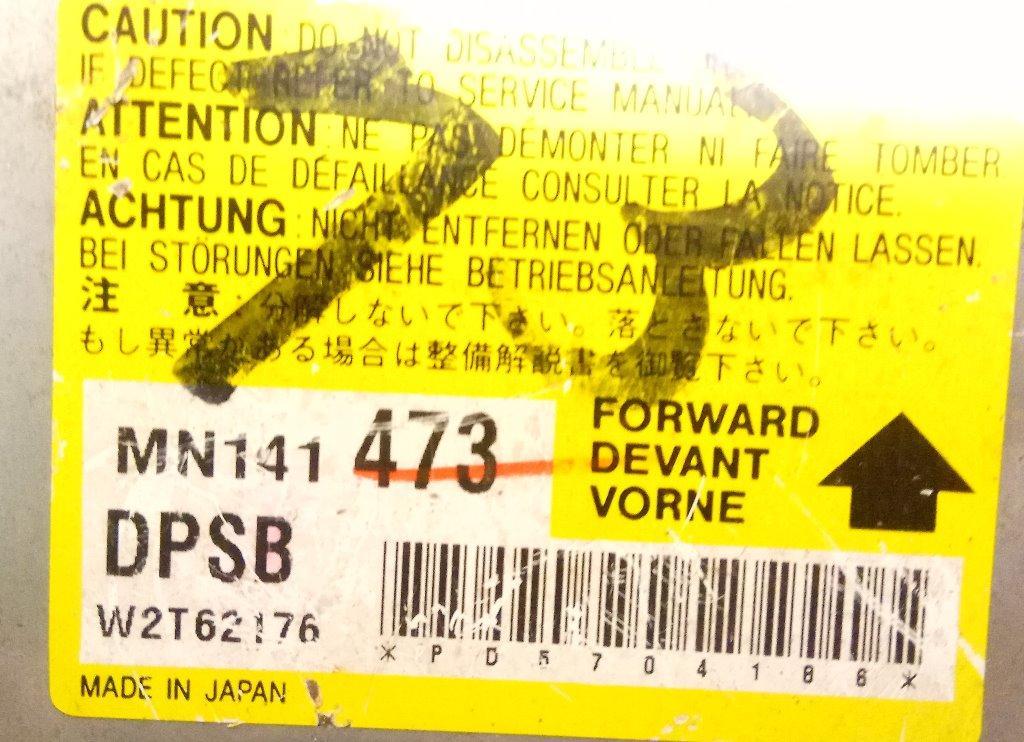 CAUTION: DO NOT DISASSEMBLE
IF DEFECT REFER TO SERVICE MANUAL.
ATTENTION: NE PAS DÉMONTER NI FAIRE TOMBER
EN CAS DE DÉFAILLANCE CONSULTER LA NOTICE.
ACHTUNG: NICHT ENTFERNEN ODER FALLEN LASSEN.
BEI STÖRUNGEN SIEHE BETRIEBSANLEITUNG.
注 意: 分解しないで下さい。落とさないで下さい。
もし異常がある場合は整備解説書を御覧下さい。
MN141 473
DPSB
W2T62176
FORWARD
DEVANT
VORNE
*PD5704186*
MADE IN JAPAN